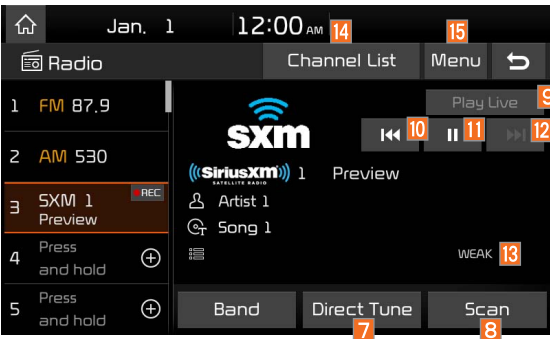 Jan. 1 12:00 AM
14 15
Radio Channel List Menu
9
1 FM 87.9 Play Live
sxm 10 11 12
2 AM 530
((SiriusXM)) 1 Preview
SATELLITE RADIO
3 SXM 1 REC
Preview
Artist 1
Song 1
4 Press and hold
WEAK 13
5 Press and hold
Band Direct Tune Scan
7 8